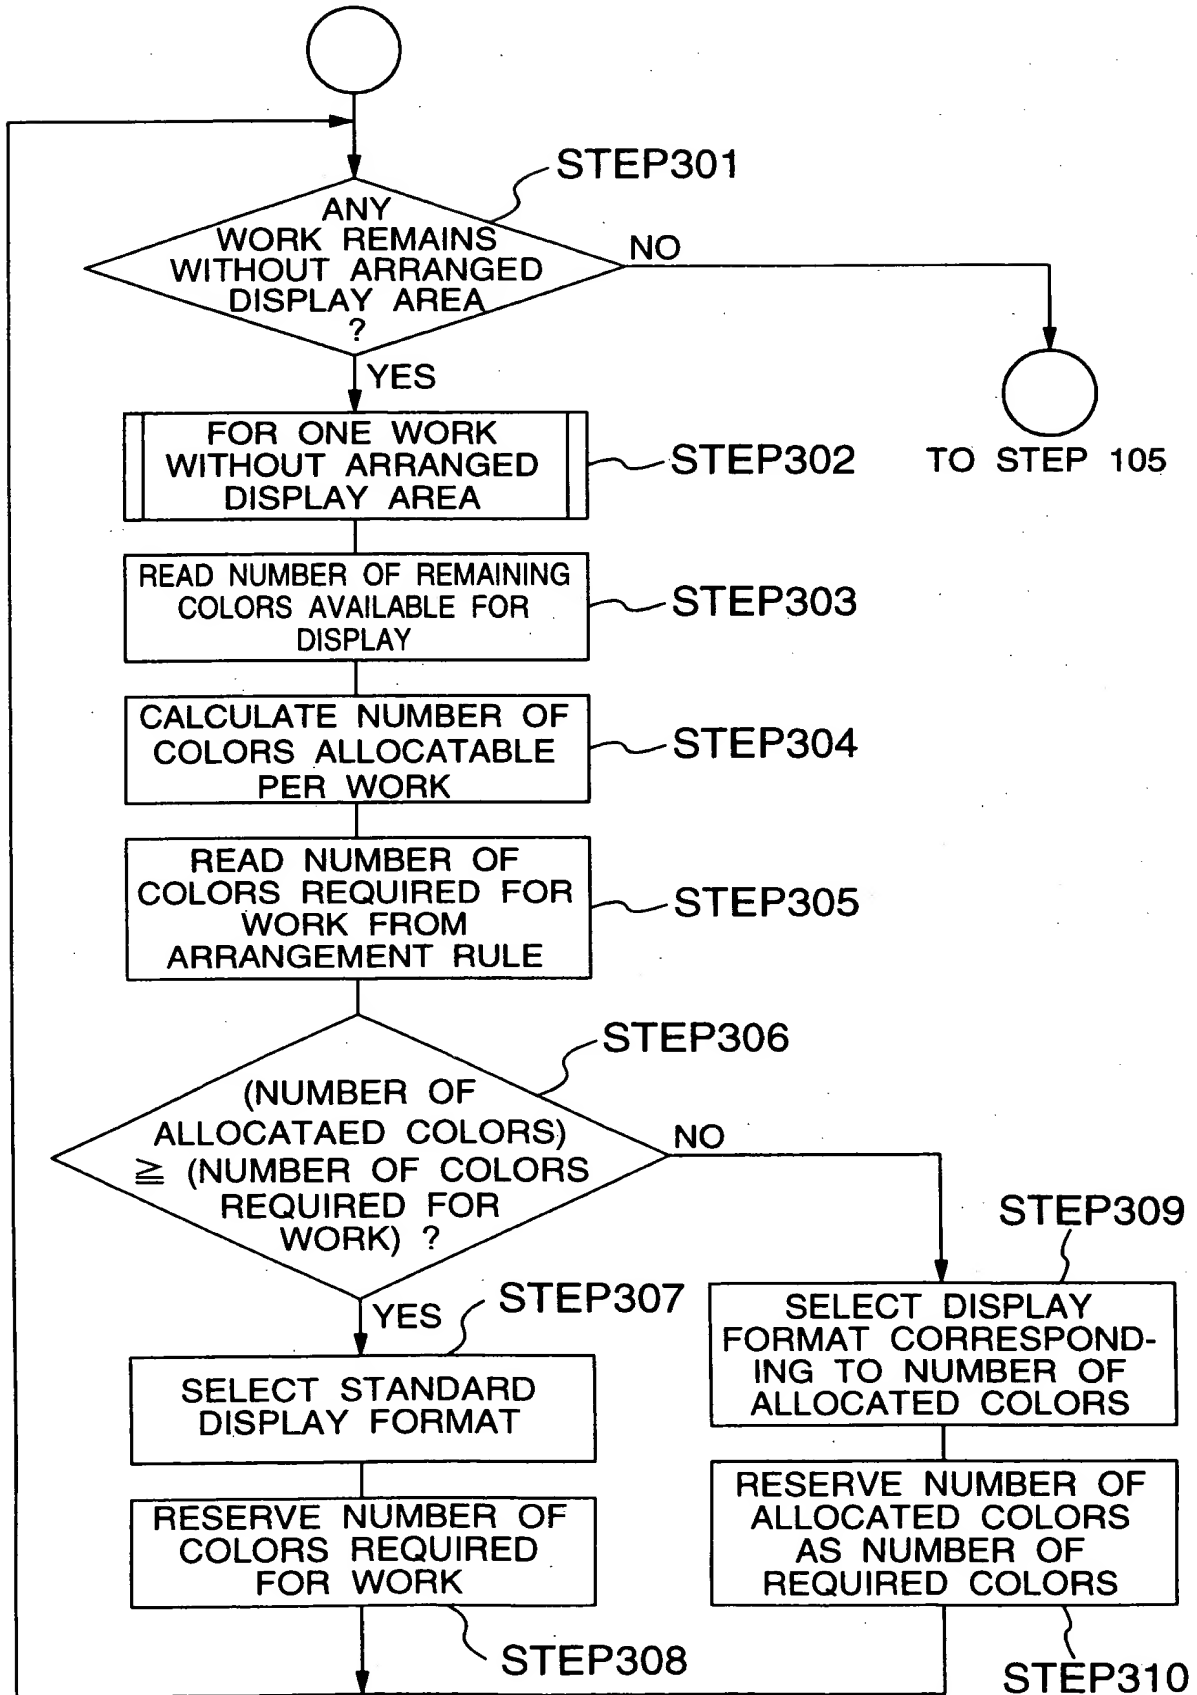 STEP301
ANY
WORK REMAINS
WITHOUT ARRANGED
DISPLAY AREA
?
NO
YES
TO STEP 105
FOR ONE WORK
WITHOUT ARRANGED
DISPLAY AREA
STEP302
READ NUMBER OF REMAINING
COLORS AVAILABLE FOR
DISPLAY
STEP303
CALCULATE NUMBER OF
COLORS ALLOCATABLE
PER WORK
STEP304
READ NUMBER OF
COLORS REQUIRED FOR
WORK FROM
ARRANGEMENT RULE
STEP305
STEP306
(NUMBER OF
ALLOCATAED COLORS)
≧ (NUMBER OF COLORS
REQUIRED FOR
WORK) ?
NO
YES
STEP307
SELECT STANDARD
DISPLAY FORMAT
RESERVE NUMBER OF
COLORS REQUIRED
FOR WORK
STEP308
STEP309
SELECT DISPLAY
FORMAT CORRESPOND-
ING TO NUMBER OF
ALLOCATED COLORS
RESERVE NUMBER OF
ALLOCATED COLORS
AS NUMBER OF
REQUIRED COLORS
STEP310